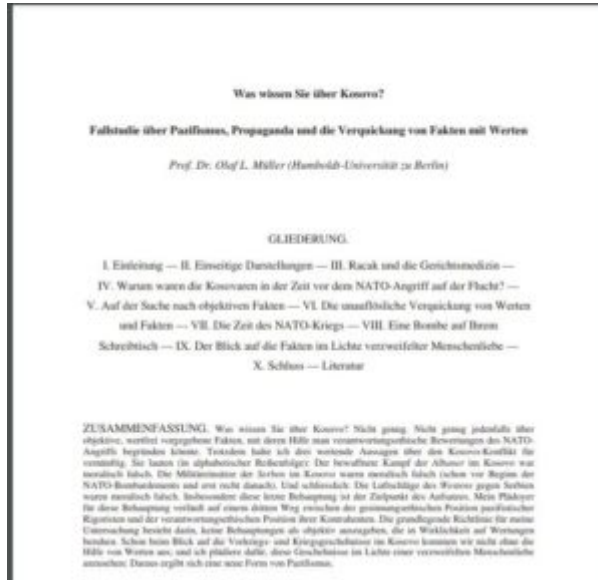 Was wissen Sie über Kosovo?
Fallstudie über Pazifismus, Propaganda und die Verquickung von Fakten mit Werten
Prof. Dr. Olaf L. Müller (Humboldt-Universität zu Berlin)
GLIEDERUNG.
I. Einleitung — II. Einseitige Darstellungen — III. Racak und die Gerichtsmedizin —
IV. Warum waren die Kosovaren in der Zeit vor dem NATO-Angriff auf der Flucht? —
V. Auf der Suche nach objektiven Fakten — VI. Die unauflösliche Verquickung von Werten
und Fakten — VII. Die Zeit des NATO-Kriegs — VIII. Eine Bombe auf Ihrem
Schreibtisch — IX. Der Blick auf die Fakten im Lichte verzweifelter Menschenliebe —
X. Schluss — Literatur
ZUSAMMENFASSUNG. Was wissen Sie über Kosovo? Nicht genug. Nicht genug jedenfalls über
objektive, wertfrei vorgegebene Fakten, mit deren Hilfe man verantwortungsethische Bewertungen des NATO-
Angriffs begründen könnte. Trotzdem habe ich drei wertende Aussagen über den Kosovo-Konflikt für
vernünftig. Sie lauten (in alphabetischer Reihenfolge): Der bewaffnete Kampf der Albaner im Kosovo war
moralisch falsch. Die Militäreinsätze der Serben im Kosovo waren moralisch falsch (schon vor Beginn der
NATO-Bombardements und erst recht danach). Und schliesslich: Die Luftschläge des Westens gegen Serbien
waren moralisch falsch. Insbesondere diese letzte Behauptung ist der Zielpunkt des Aufsatzes. Mein Plädoyer
für diese Behauptung verläuft auf einem dritten Weg zwischen der gesinnungsethischen Position pazifistischer
Rigoristen und der verantwortungsethischen Position ihrer Kontrahenten. Die grundlegende Richtlinie für meine
Untersuchung besteht darin, keine Behauptungen als objektiv auszugeben, die in Wirklichkeit auf Wertungen
beruhen. Schon beim Blick auf die Vorkriegs- und Kriegsgeschehnisse im Kosovo kommen wir nicht ohne die
Hilfe von Werten aus; und ich plädiere dafür, diese Geschehnisse im Lichte einer verzweifelten Menschenliebe
anzusehen: Daraus ergibt sich eine neue Form von Pazifismus.